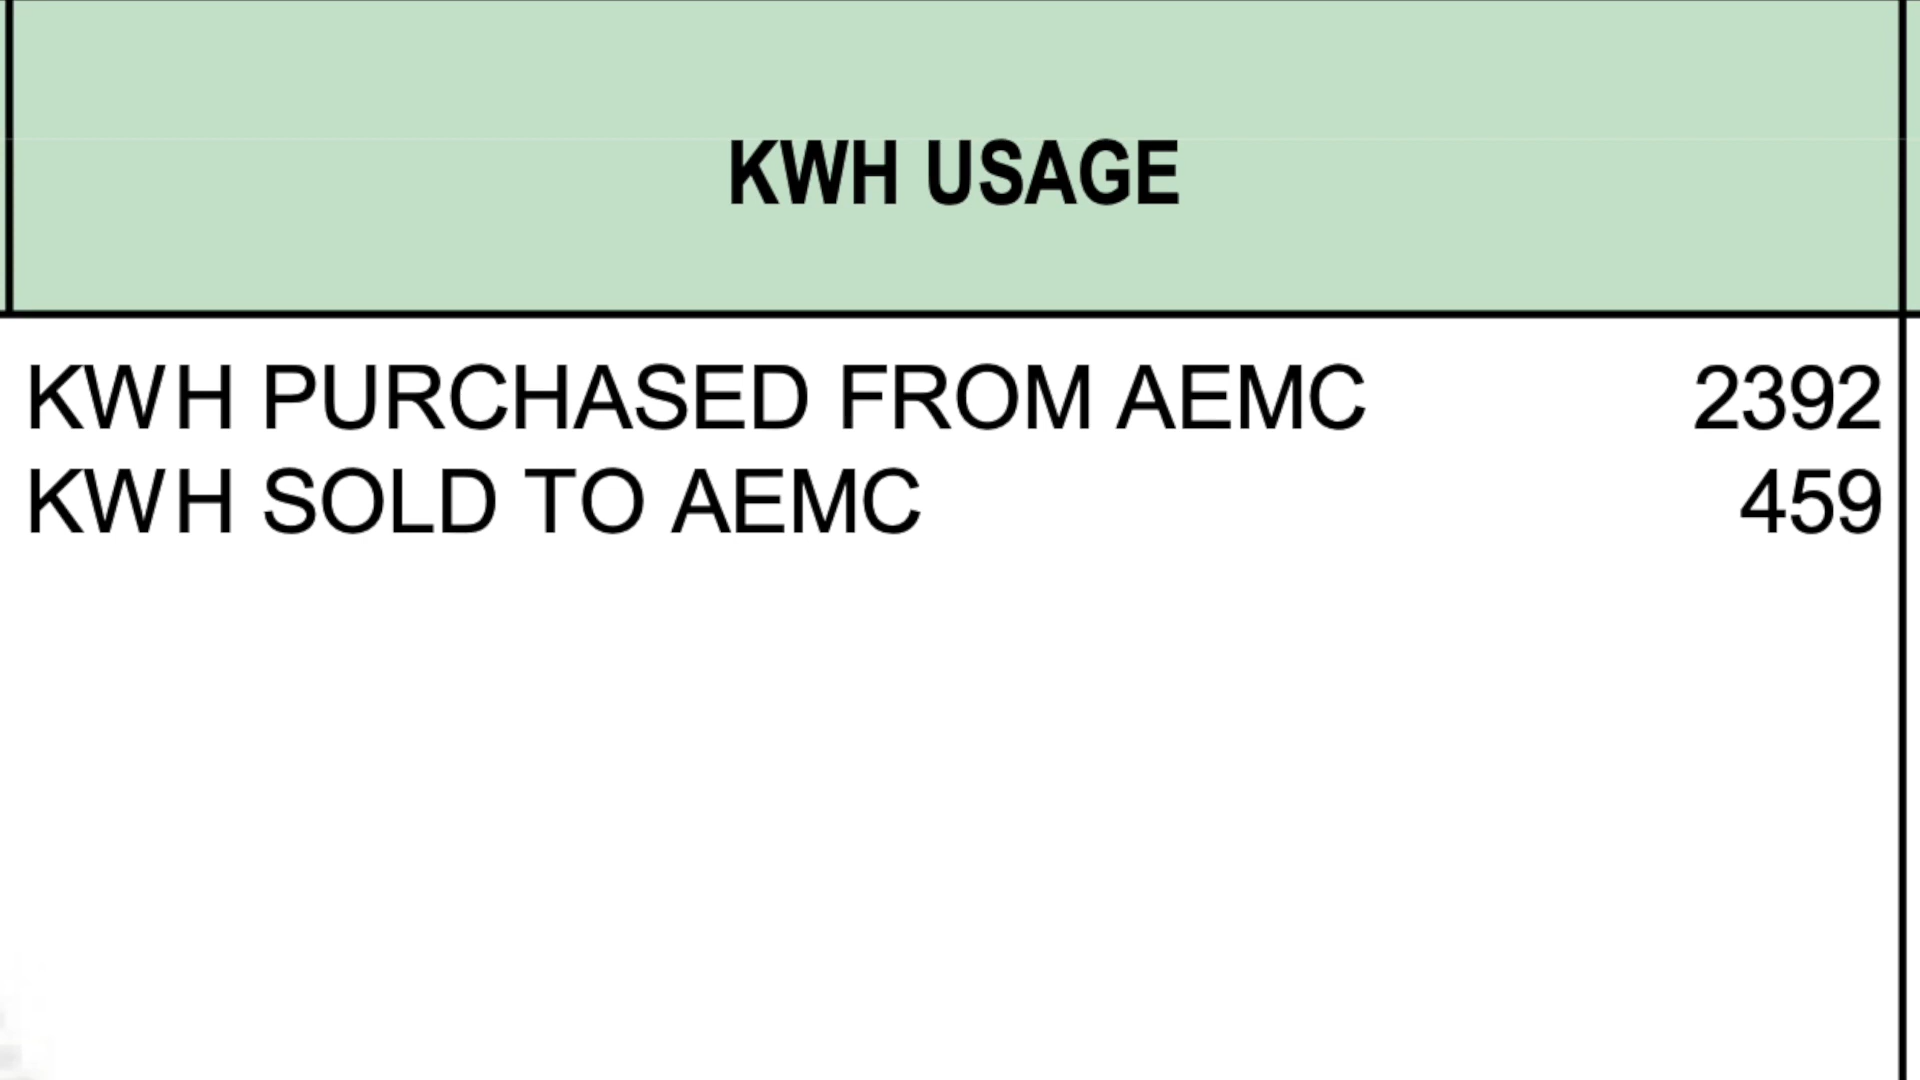 KWH USAGE
KWH PURCHASED FROM AEMC 2392
KWH SOLD TO AEMC 459